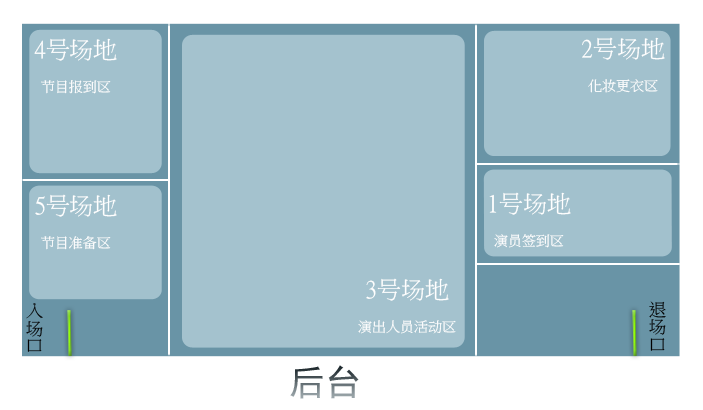 4号场地
节目报到区
5号场地
节目准备区
入场口
3号场地
演出人员活动区
2号场地
化妆更衣区
1号场地
演员签到区
退场口
后台